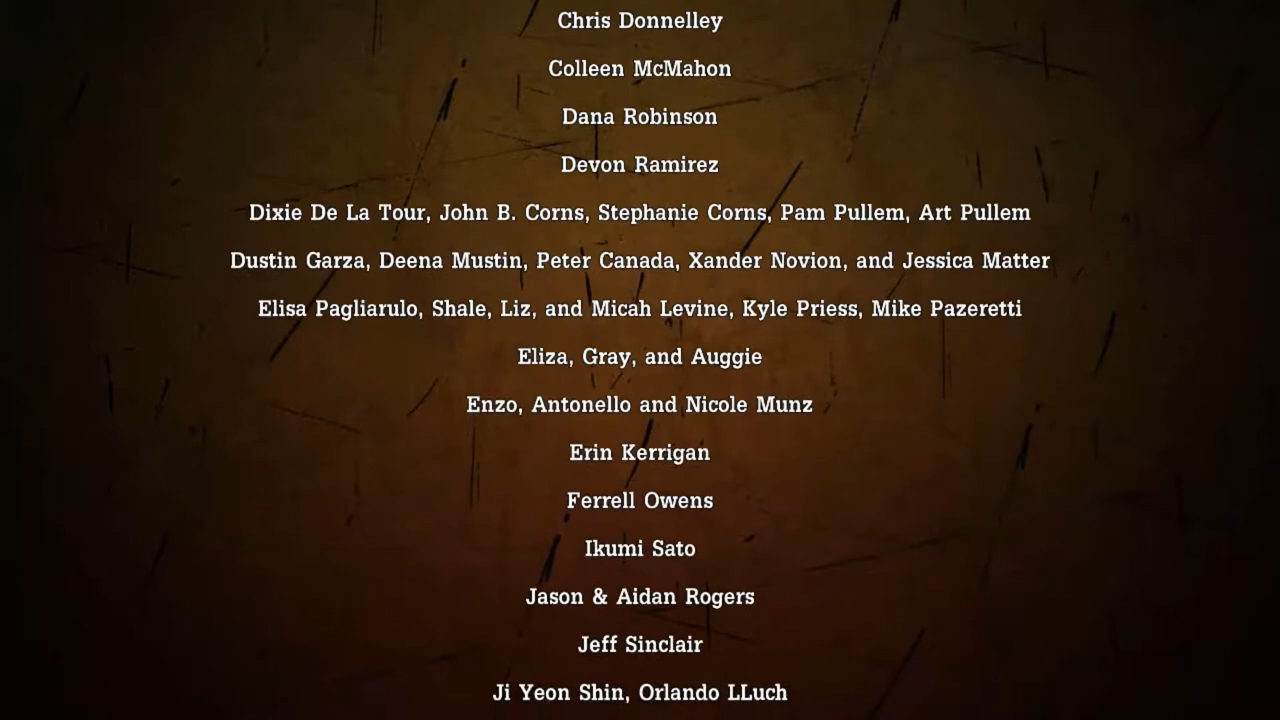 Chris Donnelley
Colleen McMahon
Dana Robinson
Devon Ramirez
Dixie De La Tour, John B. Corns, Stephanie Corns, Pam Pullem, Art Pullem
Dustin Garza, Deena Mustin, Peter Canada, Xander Novion, and Jessica Matter
Elisa Pagliarulo, Shale, Liz, and Micah Levine, Kyle Priess, Mike Pazeretti
Eliza, Gray, and Auggie
Enzo, Antonello and Nicole Munz
Erin Kerrigan
Ferrell Owens
Ikumi Sato
Jason & Aidan Rogers
Jeff Sinclair
Ji Yeon Shin, Orlando LLuch